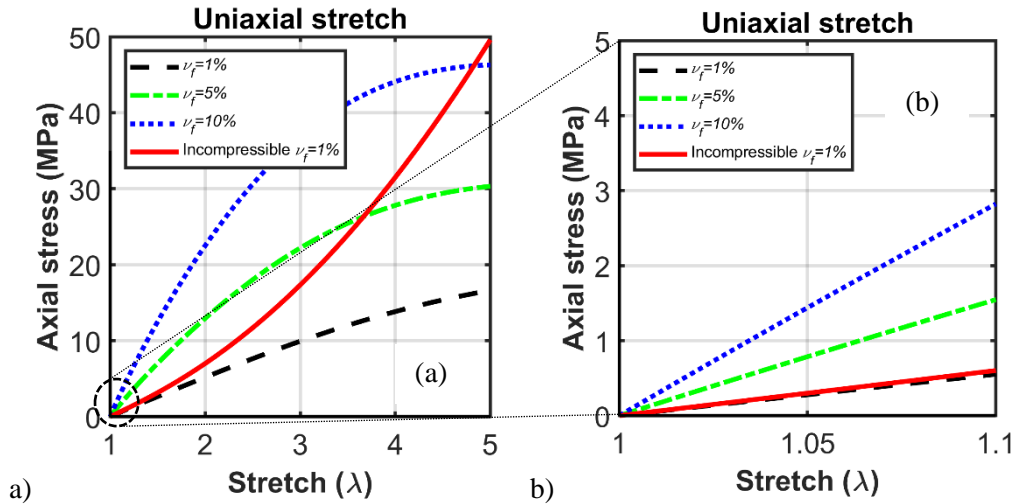 Uniaxial stretch
50
40
30
20
10
0
1
2
3
4
5
ν_f=1%
ν_f=5%
ν_f=10%
Incompressible ν_f=1%
Axial stress (MPa)
Stretch (λ)
(a)
a)
Uniaxial stretch
5
4
3
2
1
0
1
1.05
1.1
ν_f=1%
ν_f=5%
ν_f=10%
Incompressible ν_f=1%
Axial stress (MPa)
Stretch (λ)
(b)
b)